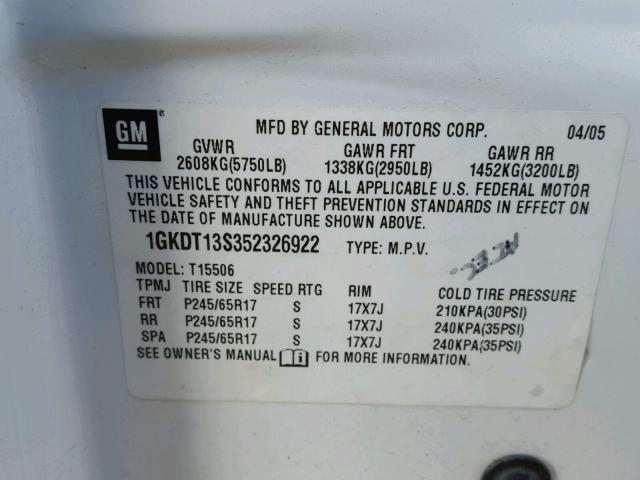 GM ®
MFD BY GENERAL MOTORS CORP. 04/05
GVWR GAWR FRT GAWR RR
2608KG(5750LB) 1338KG(2950LB) 1452KG(3200LB)
THIS VEHICLE CONFORMS TO ALL APPLICABLE U.S. FEDERAL MOTOR
VEHICLE SAFETY AND THEFT PREVENTION STANDARDS IN EFFECT ON
THE DATE OF MANUFACTURE SHOWN ABOVE.
1GKDT13S352326922 TYPE: M.P.V.
MODEL: T15506
TPMJ TIRE SIZE SPEED RTG RIM COLD TIRE PRESSURE
FRT P245/65R17 S 17X7J 210KPA(30PSI)
RR P245/65R17 S 17X7J 240KPA(35PSI)
SPA P245/65R17 S 17X7J 240KPA(35PSI)
SEE OWNER'S MANUAL FOR MORE INFORMATION.